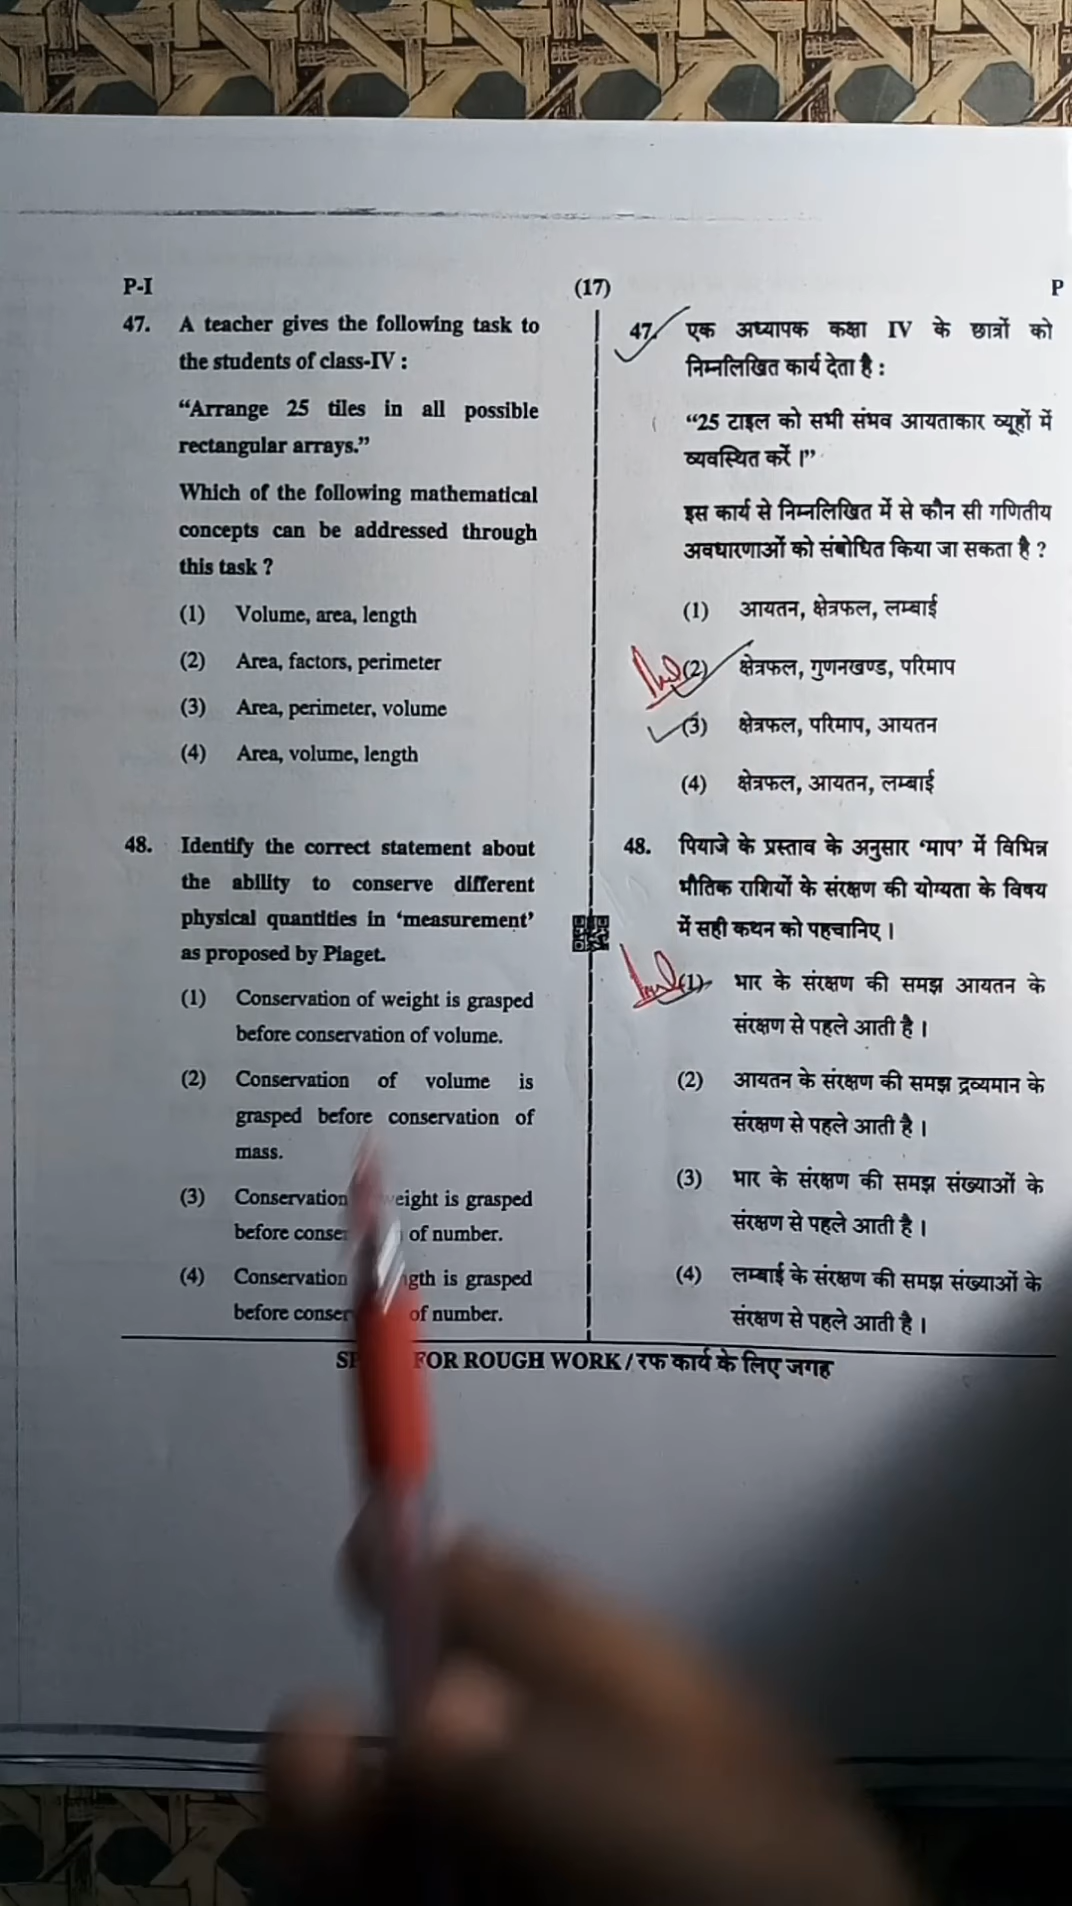 P-I
(17)
P
47. A teacher gives the following task to
the students of class-IV :
“Arrange 25 tiles in all possible
rectangular arrays.”
Which of the following mathematical
concepts can be addressed through
this task ?
(1) Volume, area, length
(2) Area, factors, perimeter
(3) Area, perimeter, volume
(4) Area, volume, length
48. Identify the correct statement about
the ability to conserve different
physical quantities in ‘measurement’
as proposed by Piaget.
(1) Conservation of weight is grasped
before conservation of volume.
(2) Conservation of volume is
grasped before conservation of
mass.
(3) Conservation weight is grasped
before of number.
(4) Conservation is grasped
before of number.
47. एक अध्यापक कक्षा IV के छात्रों को
निम्नलिखित कार्य देता है :
“25 टाइल को सभी संभव आयताकार व्यूहों में
व्यवस्थित करें ।”
इस कार्य से निम्नलिखित में से कौन सी गणितीय
अवधारणाओं को संबोधित किया जा सकता है ?
(1) आयतन, क्षेत्रफल, लम्बाई
(2) क्षेत्रफल, गुणनखण्ड, परिमाप
(3) क्षेत्रफल, परिमाप, आयतन
(4) क्षेत्रफल, आयतन, लम्बाई
48. पियाजे के प्रस्ताव के अनुसार ‘माप’ में विभिन्न
भौतिक राशियों के संरक्षण की योग्यता के विषय
में सही कथन को पहचानिए ।
(1) भार के संरक्षण की समझ आयतन के
संरक्षण से पहले आती है ।
(2) आयतन के संरक्षण की समझ द्रव्यमान के
संरक्षण से पहले आती है ।
(3) भार के संरक्षण की समझ संख्याओं के
संरक्षण से पहले आती है ।
(4) लम्बाई के संरक्षण की समझ संख्याओं के
संरक्षण से पहले आती है ।
FOR ROUGH WORK / रफ कार्य के लिए जगह